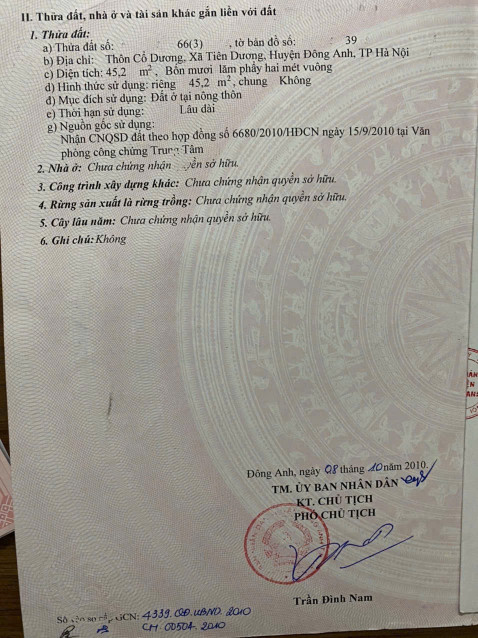 II. Thửa đất, nhà ở và tài sản khác gắn liền với đất
1. Thửa đất:
a) Thửa đất số: 66(3) , tờ bản đồ số: 39
b) Địa chỉ: Thôn Cổ Dương, Xã Tiên Dương, Huyện Đông Anh, TP Hà Nội
c) Diện tích: 45,2 m², Bốn mươi lăm phẩy hai mét vuông
d) Hình thức sử dụng: riêng 45,2 m², chung Không
đ) Mục đích sử dụng: Đất ở tại nông thôn
e) Thời hạn sử dụng: Lâu dài
g) Nguồn gốc sử dụng:
Nhận CNQSD đất theo hợp đồng số 6680/2010/HĐCN ngày 15/9/2010 tại Văn
phòng công chứng Trung Tâm
2. Nhà ở: Chưa chứng nhận quyền sở hữu.
3. Công trình xây dựng khác: Chưa chứng nhận quyền sở hữu.
4. Rừng sản xuất là rừng trồng: Chưa chứng nhận quyền sở hữu.
5. Cây lâu năm: Chưa chứng nhận quyền sở hữu.
6. Ghi chú: Không
Đông Anh, ngày 08 tháng 10 năm 2010.
TM. ỦY BAN NHÂN DÂN
KT. CHỦ TỊCH
PHÓ CHỦ TỊCH
Trần Đình Nam
Số vào sổ cấp GCN: 4339.QĐ.UBND.2010
CH.00504.2010